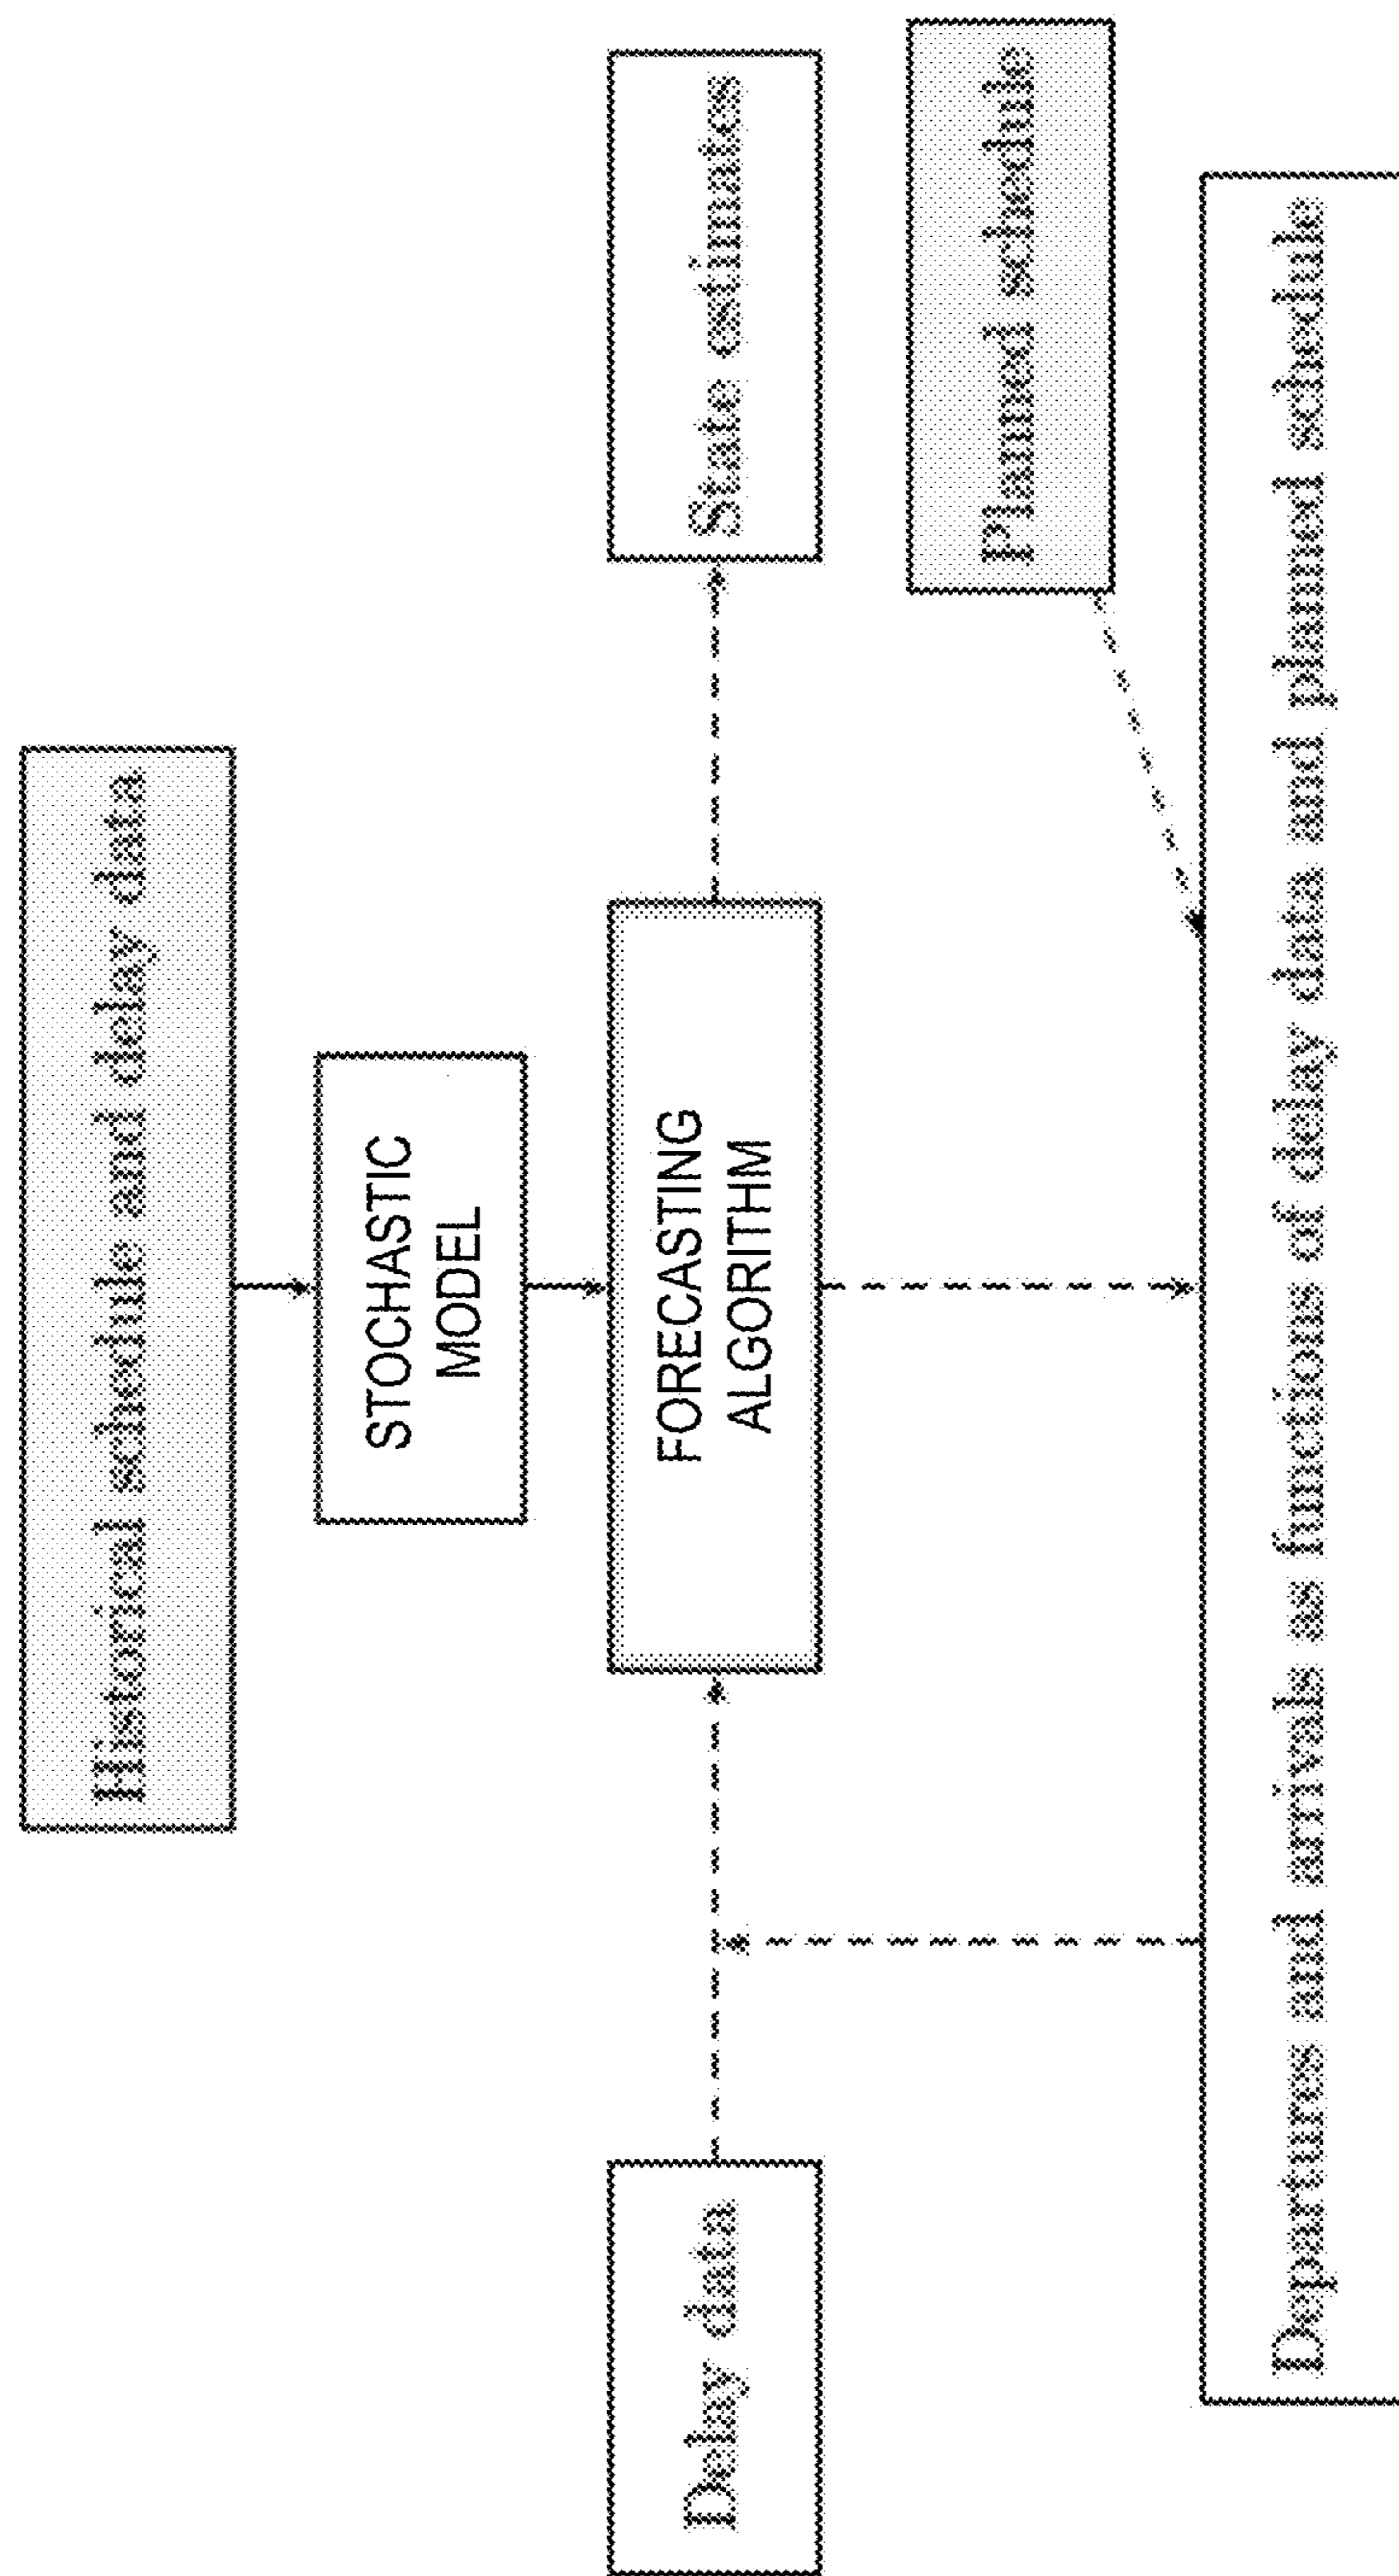 Historical schedule and delay data
STOCHASTIC
MODEL
Delay data
FORECASTING
ALGORITHM
State estimates
Planned schedule
Departures and arrivals as functions of delay data and planned schedule